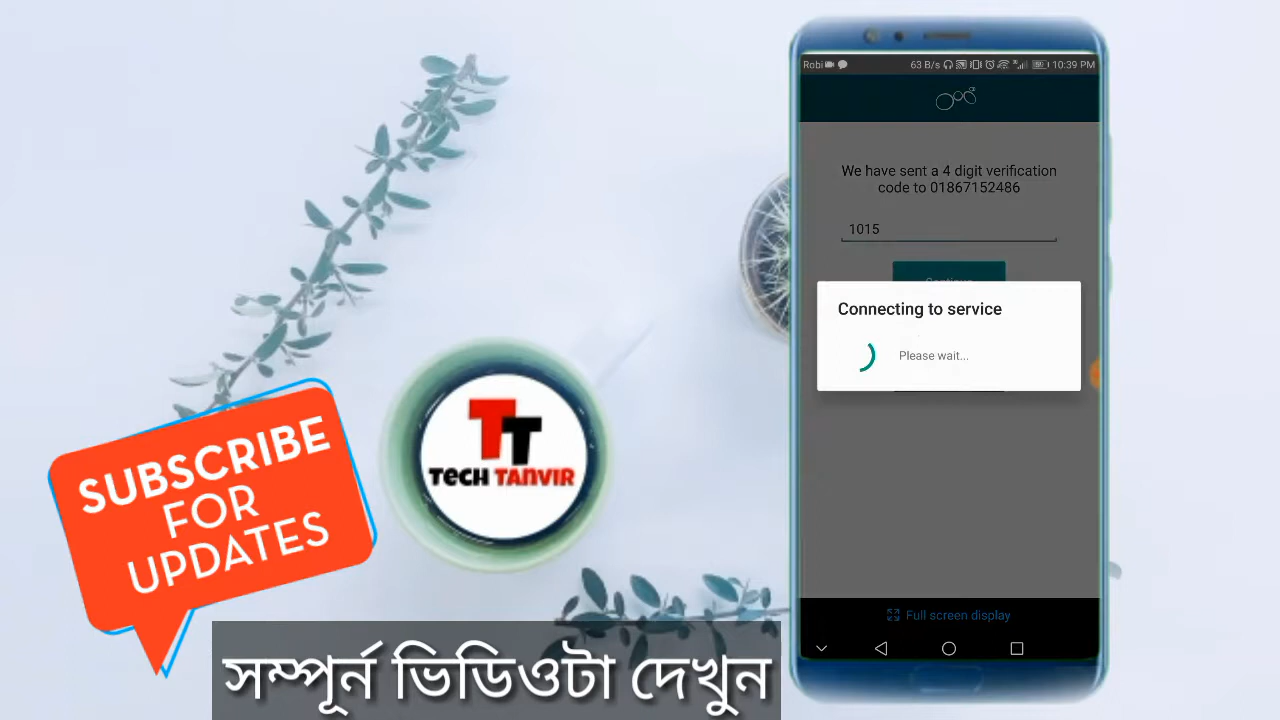 Robi
63 B/s
10:39 PM
We have sent a 4 digit verification
code to 01867152486
1015
Continue
Connecting to service
Please wait...
Full screen display
SUBSCRIBE
FOR
UPDATES
TT
TECH TANVIR
সম্পূর্ন ভিডিওটা দেখুন